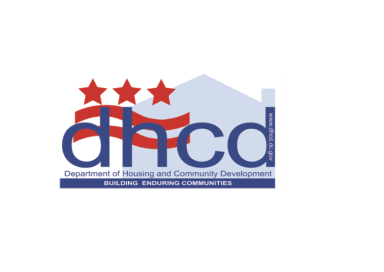 dhcd
www.dhcd.dc.gov
Department of Housing and Community Development
BUILDING ENDURING COMMUNITIES